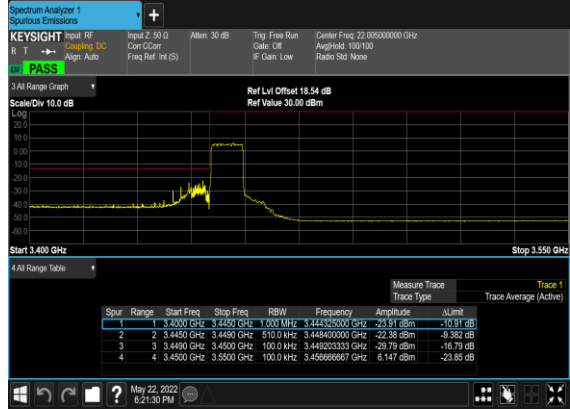 Spectrum Analyzer 1
Spurious Emissions
KEYSIGHT Input: RF Input Z: 50 Ω Atten: 30 dB Trig: Free Run Center Freq: 22.005000000 GHz
R T Coupling: DC Corr CCorr Gate: Off Avg|Hold: 100/100
Align: Auto Freq Ref: Int (S) IF Gain: Low Radio Std: None
PASS
3 All Range Graph
Ref Lvl Offset 18.54 dB
Scale/Div 10.0 dB Ref Value 30.00 dBm
Log
20.0
10.0
0.00
-10.0
-20.0
-30.0
-40.0
-50.0
-60.0
Start 3.400 GHz Stop 3.550 GHz
4 All Range Table
Measure Trace Trace 1
Trace Type Trace Average (Active)
Spur Range Start Freq Stop Freq RBW Frequency Amplitude ΔLimit
1 1 3.4000 GHz 3.4450 GHz 1.000 MHz 3.444325000 GHz -23.91 dBm -10.91 dB
2 2 3.4450 GHz 3.4490 GHz 510.0 kHz 3.448400000 GHz -22.38 dBm -9.382 dB
3 3 3.4490 GHz 3.4500 GHz 100.0 kHz 3.449203333 GHz -29.79 dBm -16.79 dB
4 4 3.4500 GHz 3.5500 GHz 100.0 kHz 3.456666667 GHz 6.147 dBm -23.85 dB
May 22, 2022
6:21:30 PM